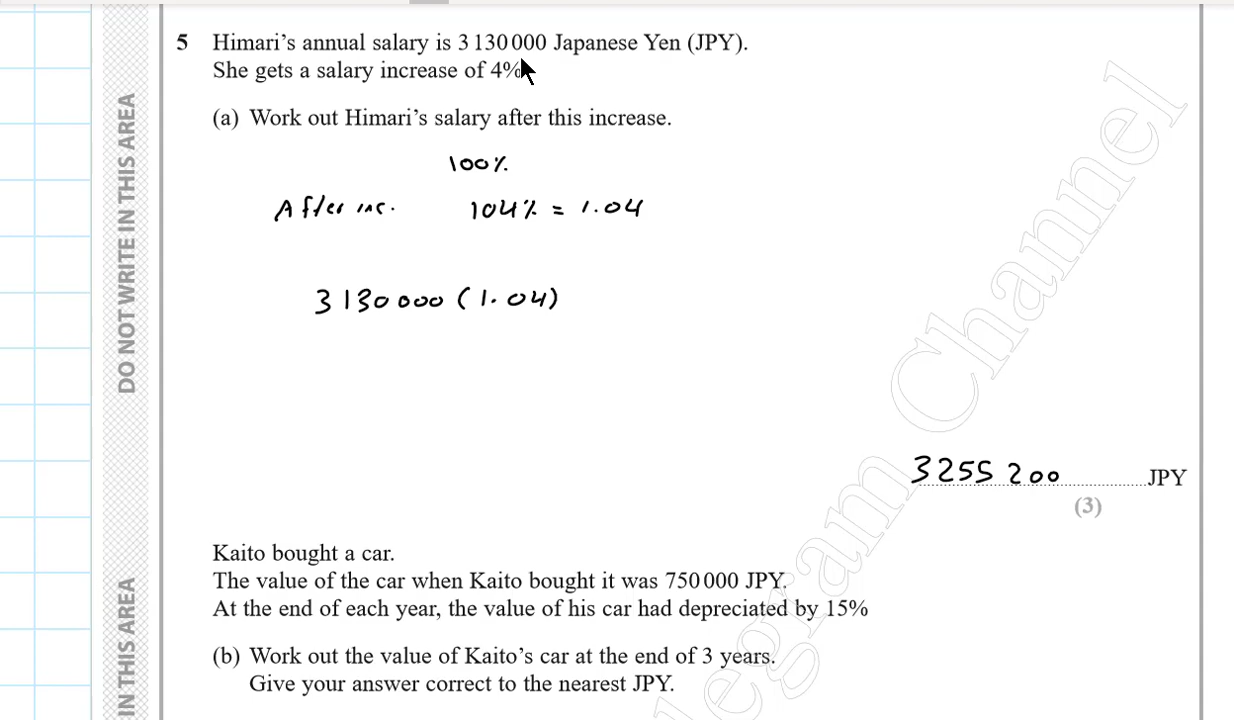 5 Himari's annual salary is 3 130 000 Japanese Yen (JPY).
She gets a salary increase of 4%
(a) Work out Himari's salary after this increase.
100%
After inc. 104% = 1.04
3130000 (1.04)
3255 200 JPY
(3)
Kaito bought a car.
The value of the car when Kaito bought it was 750 000 JPY.
At the end of each year, the value of his car had depreciated by 15%
(b) Work out the value of Kaito's car at the end of 3 years.
Give your answer correct to the nearest JPY.
DO NOT WRITE IN THIS AREA
IN THIS AREA
legram Channel